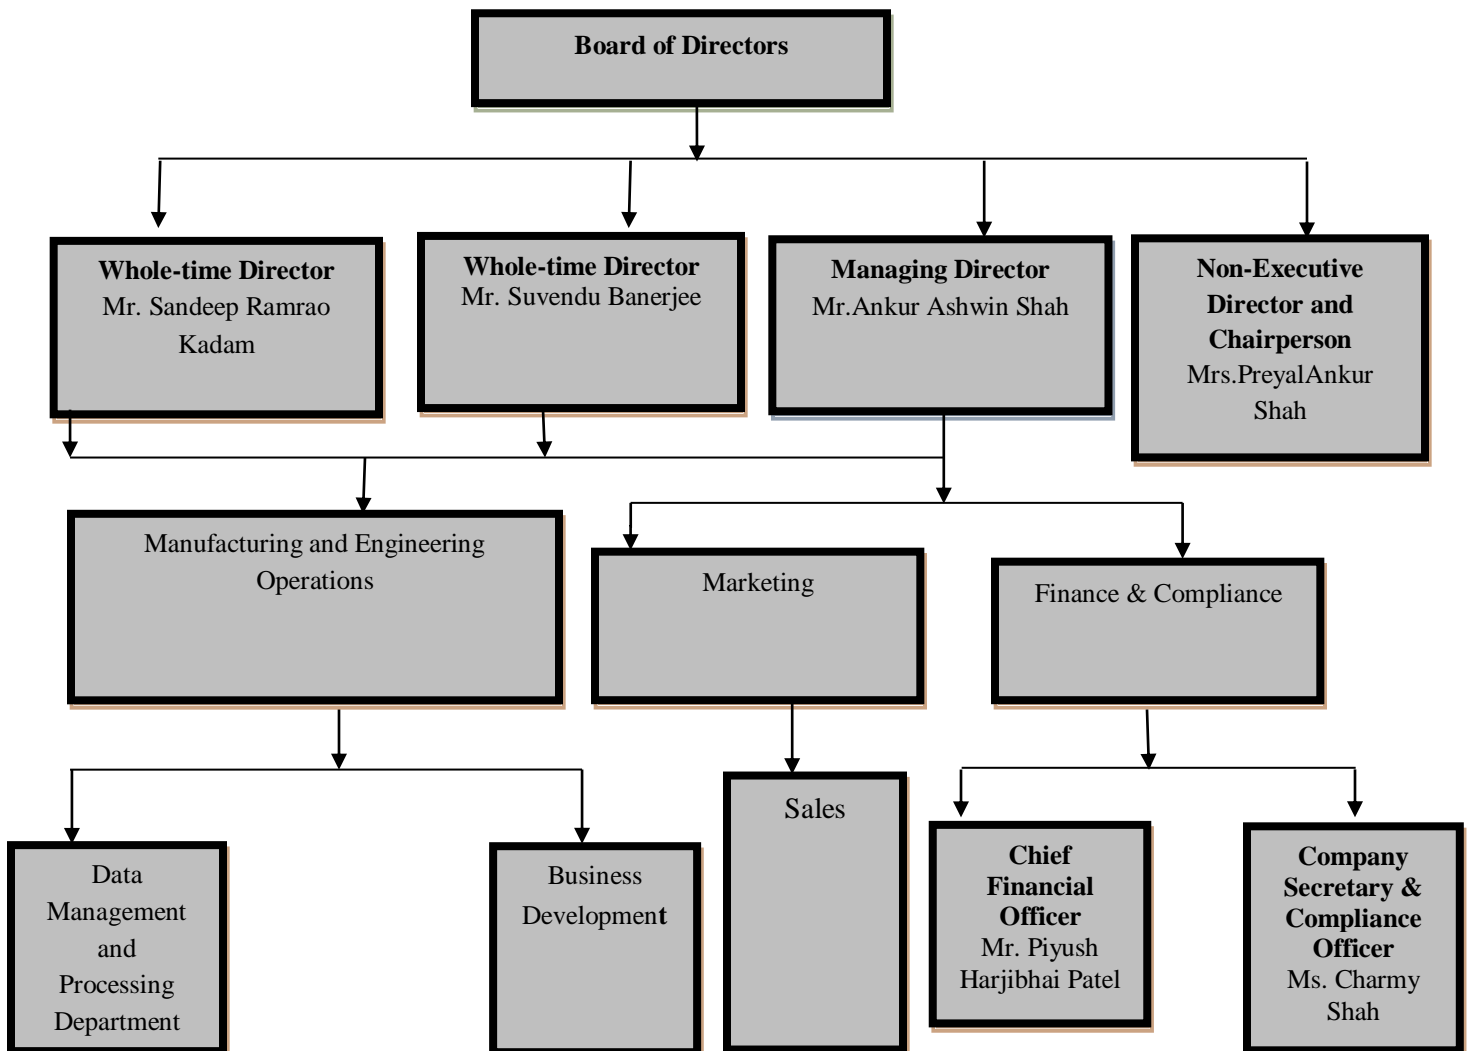 Board of Directors
Whole-time Director
Mr. Sandeep Ramrao
Kadam
Whole-time Director
Mr. Suvendu Banerjee
Managing Director
Mr.Ankur Ashwin Shah
Non-Executive
Director and
Chairperson
Mrs.PreyalAnkur
Shah
Manufacturing and Engineering
Operations
Marketing
Finance & Compliance
Data
Management
and
Processing
Department
Business
Development
Sales
Chief
Financial
Officer
Mr. Piyush
Harjibhai Patel
Company
Secretary &
Compliance
Officer
Ms. Charmy
Shah